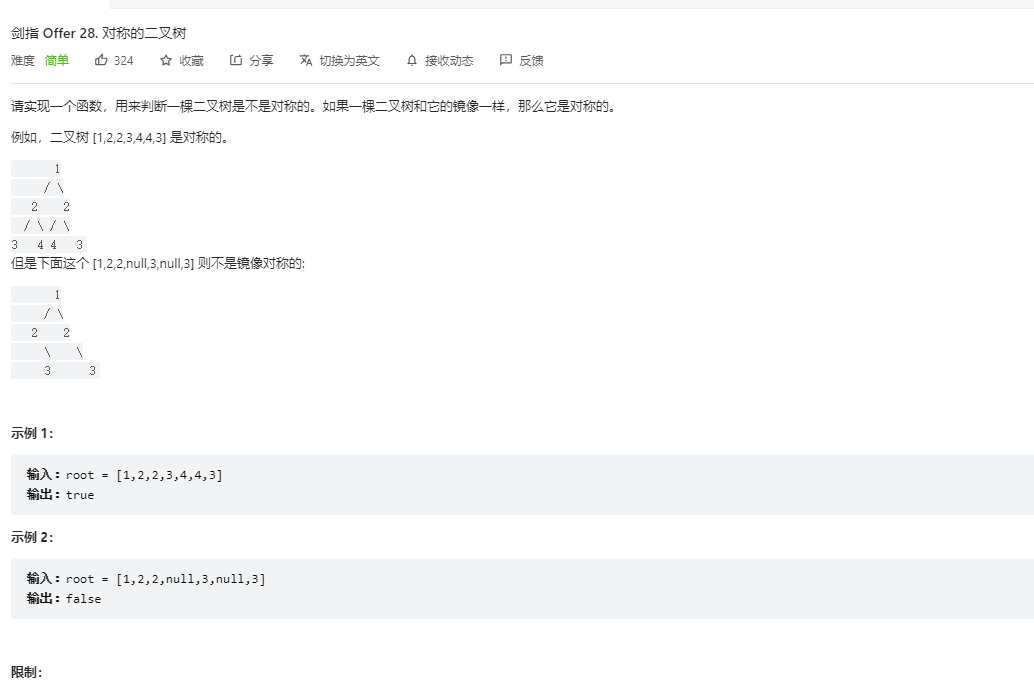 剑指 Offer 28. 对称的二叉树
难度 简单 324 收藏 分享 切换为英文 接收动态 反馈
请实现一个函数，用来判断一棵二叉树是不是对称的。如果一棵二叉树和它的镜像一样，那么它是对称的。
例如，二叉树 [1,2,2,3,4,4,3] 是对称的。
1
/ \
2 2
/ \ / \
3 4 4 3
但是下面这个 [1,2,2,null,3,null,3] 则不是镜像对称的:
1
/ \
2 2
\ \
3 3
示例 1：
输入：root = [1,2,2,3,4,4,3]
输出：true
示例 2：
输入：root = [1,2,2,null,3,null,3]
输出：false
限制：